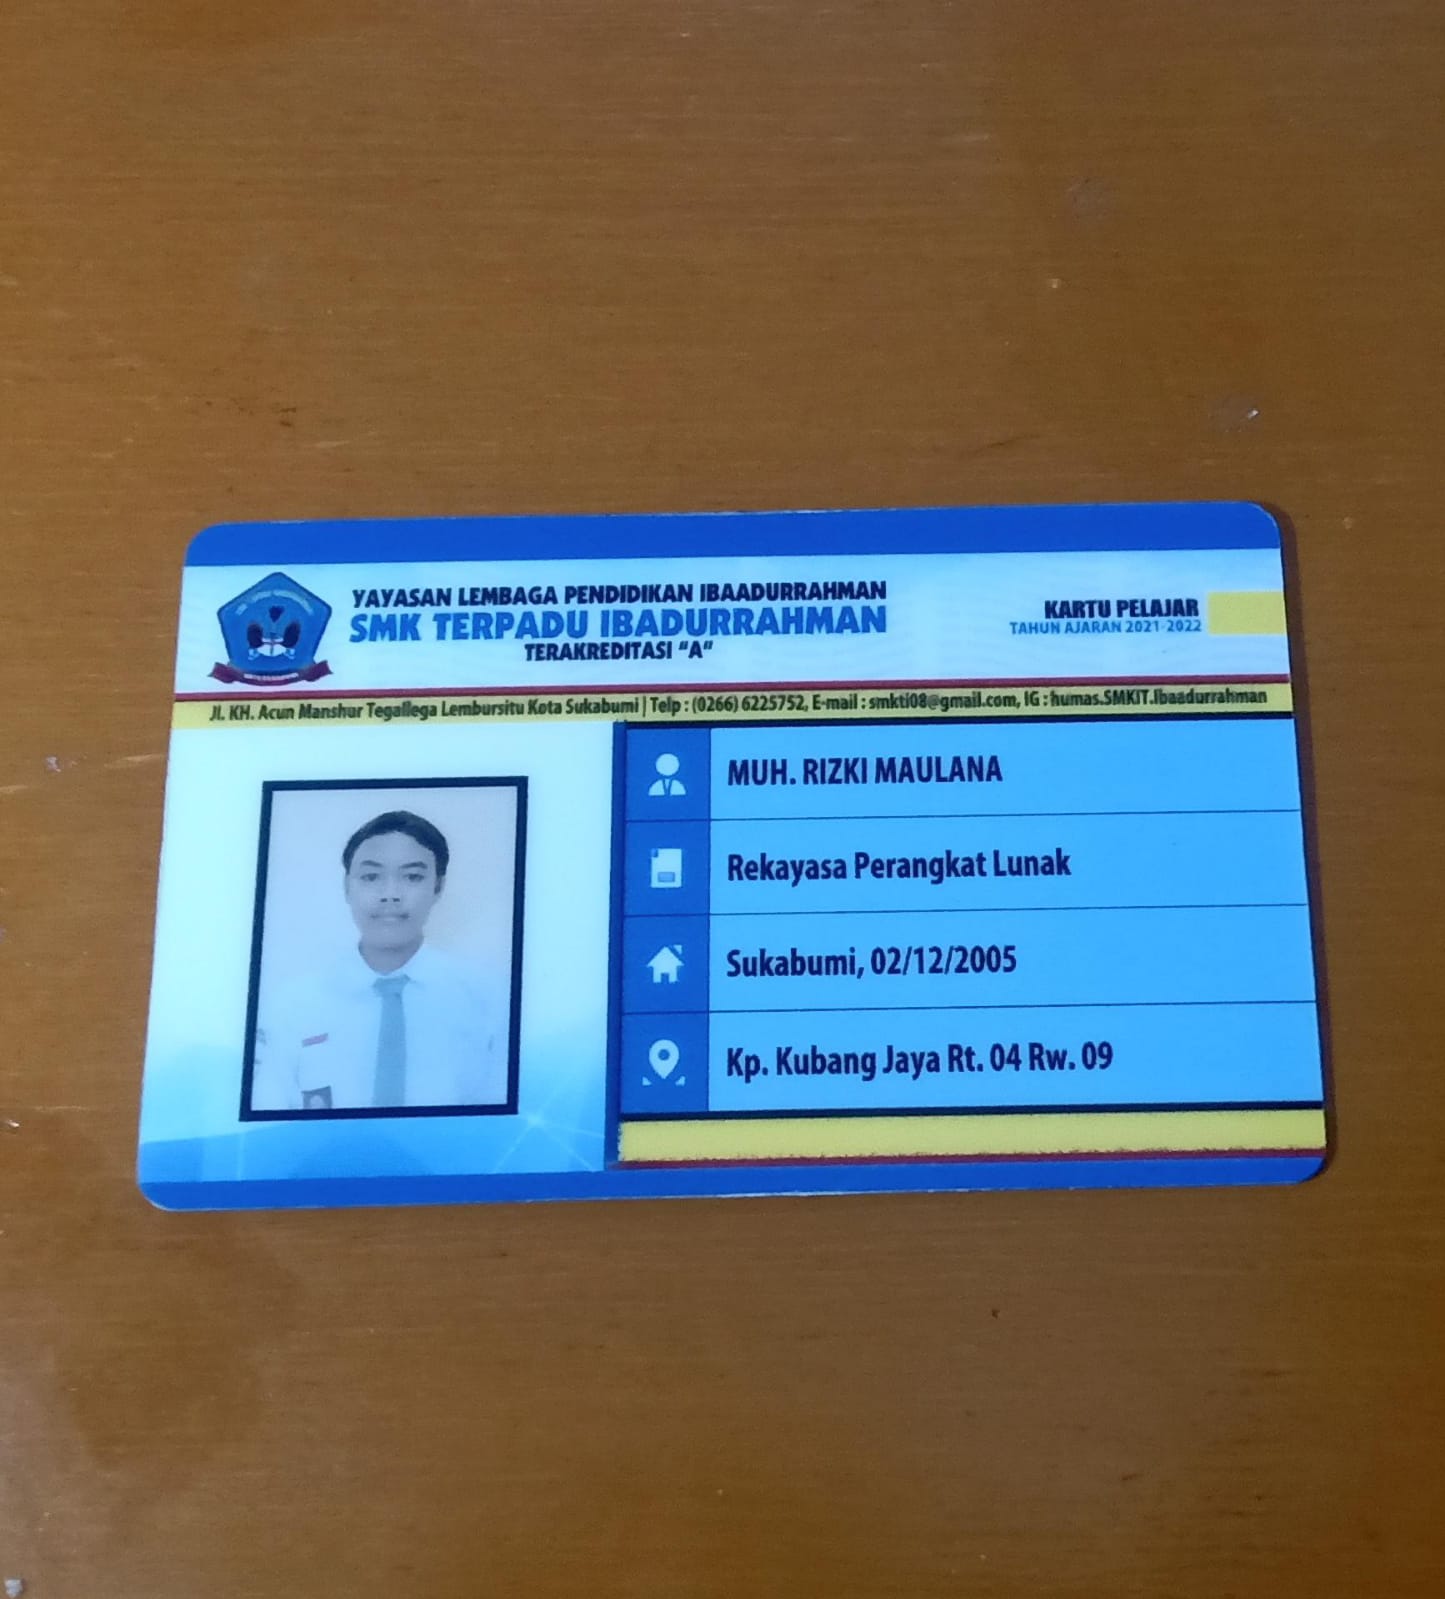 YAYASAN LEMBAGA PENDIDIKAN IBAADURRAHMAN
SMK TERPADU IBADURRAHMAN
TERAKREDITASI "A"
KARTU PELAJAR
TAHUN AJARAN 2021-2022
Jl. KH. Acun Manshur Tegallega Lembursitu Kota Sukabumi | Telp : (0266) 6225752, E-mail : smkti08@gmail.com, IG : humas.SMKIT.Ibaadurrahman
MUH. RIZKI MAULANA
Rekayasa Perangkat Lunak
Sukabumi, 02/12/2005
Kp. Kubang Jaya Rt. 04 Rw. 09